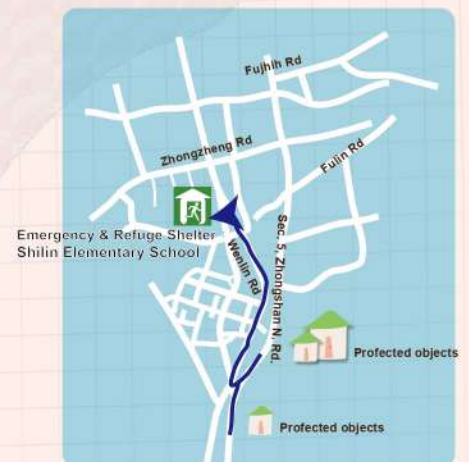 Fujhih Rd
Zhongzheng Rd
Fulin Rd
Emergency & Refuge Shelter
Shilin Elementary School
Wenlin Rd
Sec. 5, Zhongshan N, Rd.
Profected objects
Profected objects